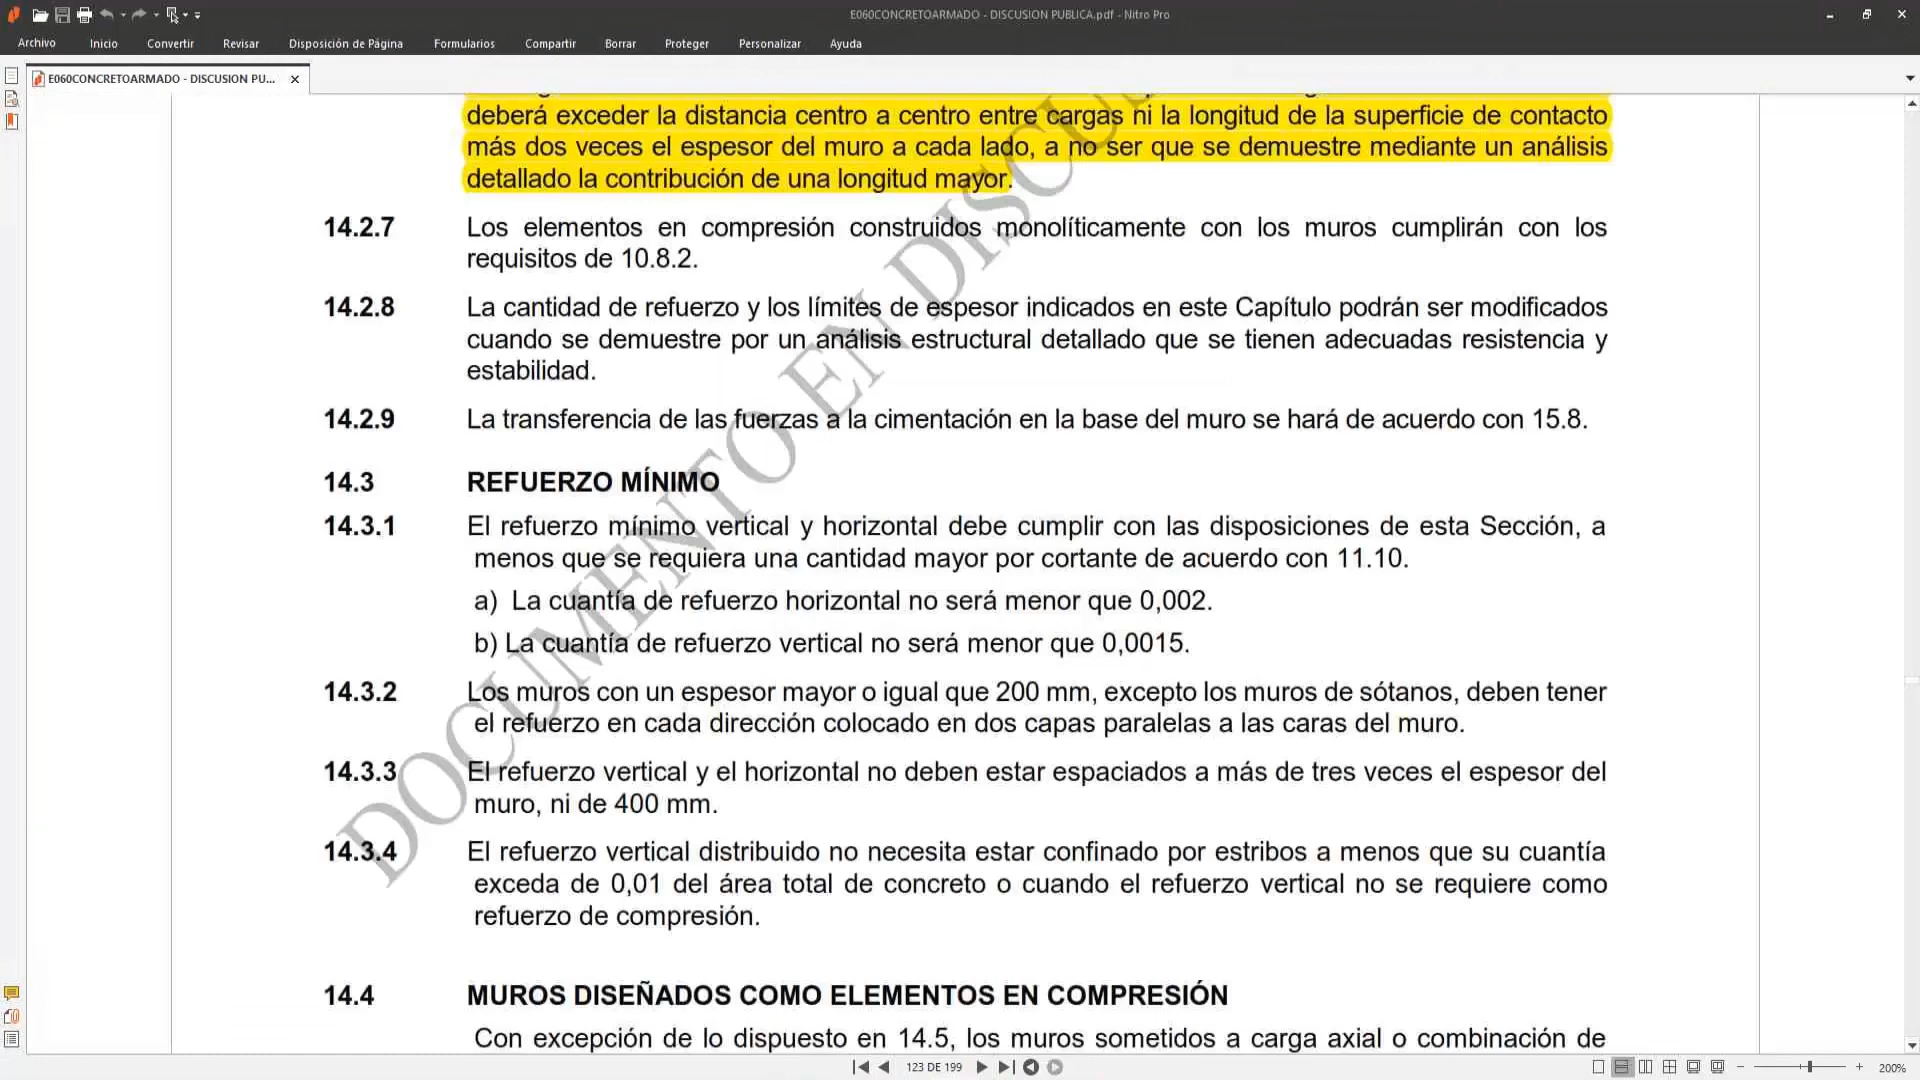 E060CONCRETOARMADO - DISCUSION PUBLICA.pdf - Nitro Pro
Archivo Inicio Convertir Revisar Disposición de Página Formularios Compartir Borrar Proteger Personalizar Ayuda
E060CONCRETOARMADO - DISCUSION PU...
deberá exceder la distancia centro a centro entre cargas ni la longitud de la superficie de contacto
más dos veces el espesor del muro a cada lado, a no ser que se demuestre mediante un análisis
detallado la contribución de una longitud mayor.
14.2.7 Los elementos en compresión construidos monolíticamente con los muros cumplirán con los
requisitos de 10.8.2.
14.2.8 La cantidad de refuerzo y los límites de espesor indicados en este Capítulo podrán ser modificados
cuando se demuestre por un análisis estructural detallado que se tienen adecuadas resistencia y
estabilidad.
14.2.9 La transferencia de las fuerzas a la cimentación en la base del muro se hará de acuerdo con 15.8.
14.3 REFUERZO MÍNIMO
14.3.1 El refuerzo mínimo vertical y horizontal debe cumplir con las disposiciones de esta Sección, a
menos que se requiera una cantidad mayor por cortante de acuerdo con 11.10.
a) La cuantía de refuerzo horizontal no será menor que 0,002.
b) La cuantía de refuerzo vertical no será menor que 0,0015.
14.3.2 Los muros con un espesor mayor o igual que 200 mm, excepto los muros de sótanos, deben tener
el refuerzo en cada dirección colocado en dos capas paralelas a las caras del muro.
14.3.3 El refuerzo vertical y el horizontal no deben estar espaciados a más de tres veces el espesor del
muro, ni de 400 mm.
14.3.4 El refuerzo vertical distribuido no necesita estar confinado por estribos a menos que su cuantía
exceda de 0,01 del área total de concreto o cuando el refuerzo vertical no se requiere como
refuerzo de compresión.
14.4 MUROS DISEÑADOS COMO ELEMENTOS EN COMPRESIÓN
Con excepción de lo dispuesto en 14.5, los muros sometidos a carga axial o combinación de
DOCUMENTO EN DISCU
123 DE 199
200%